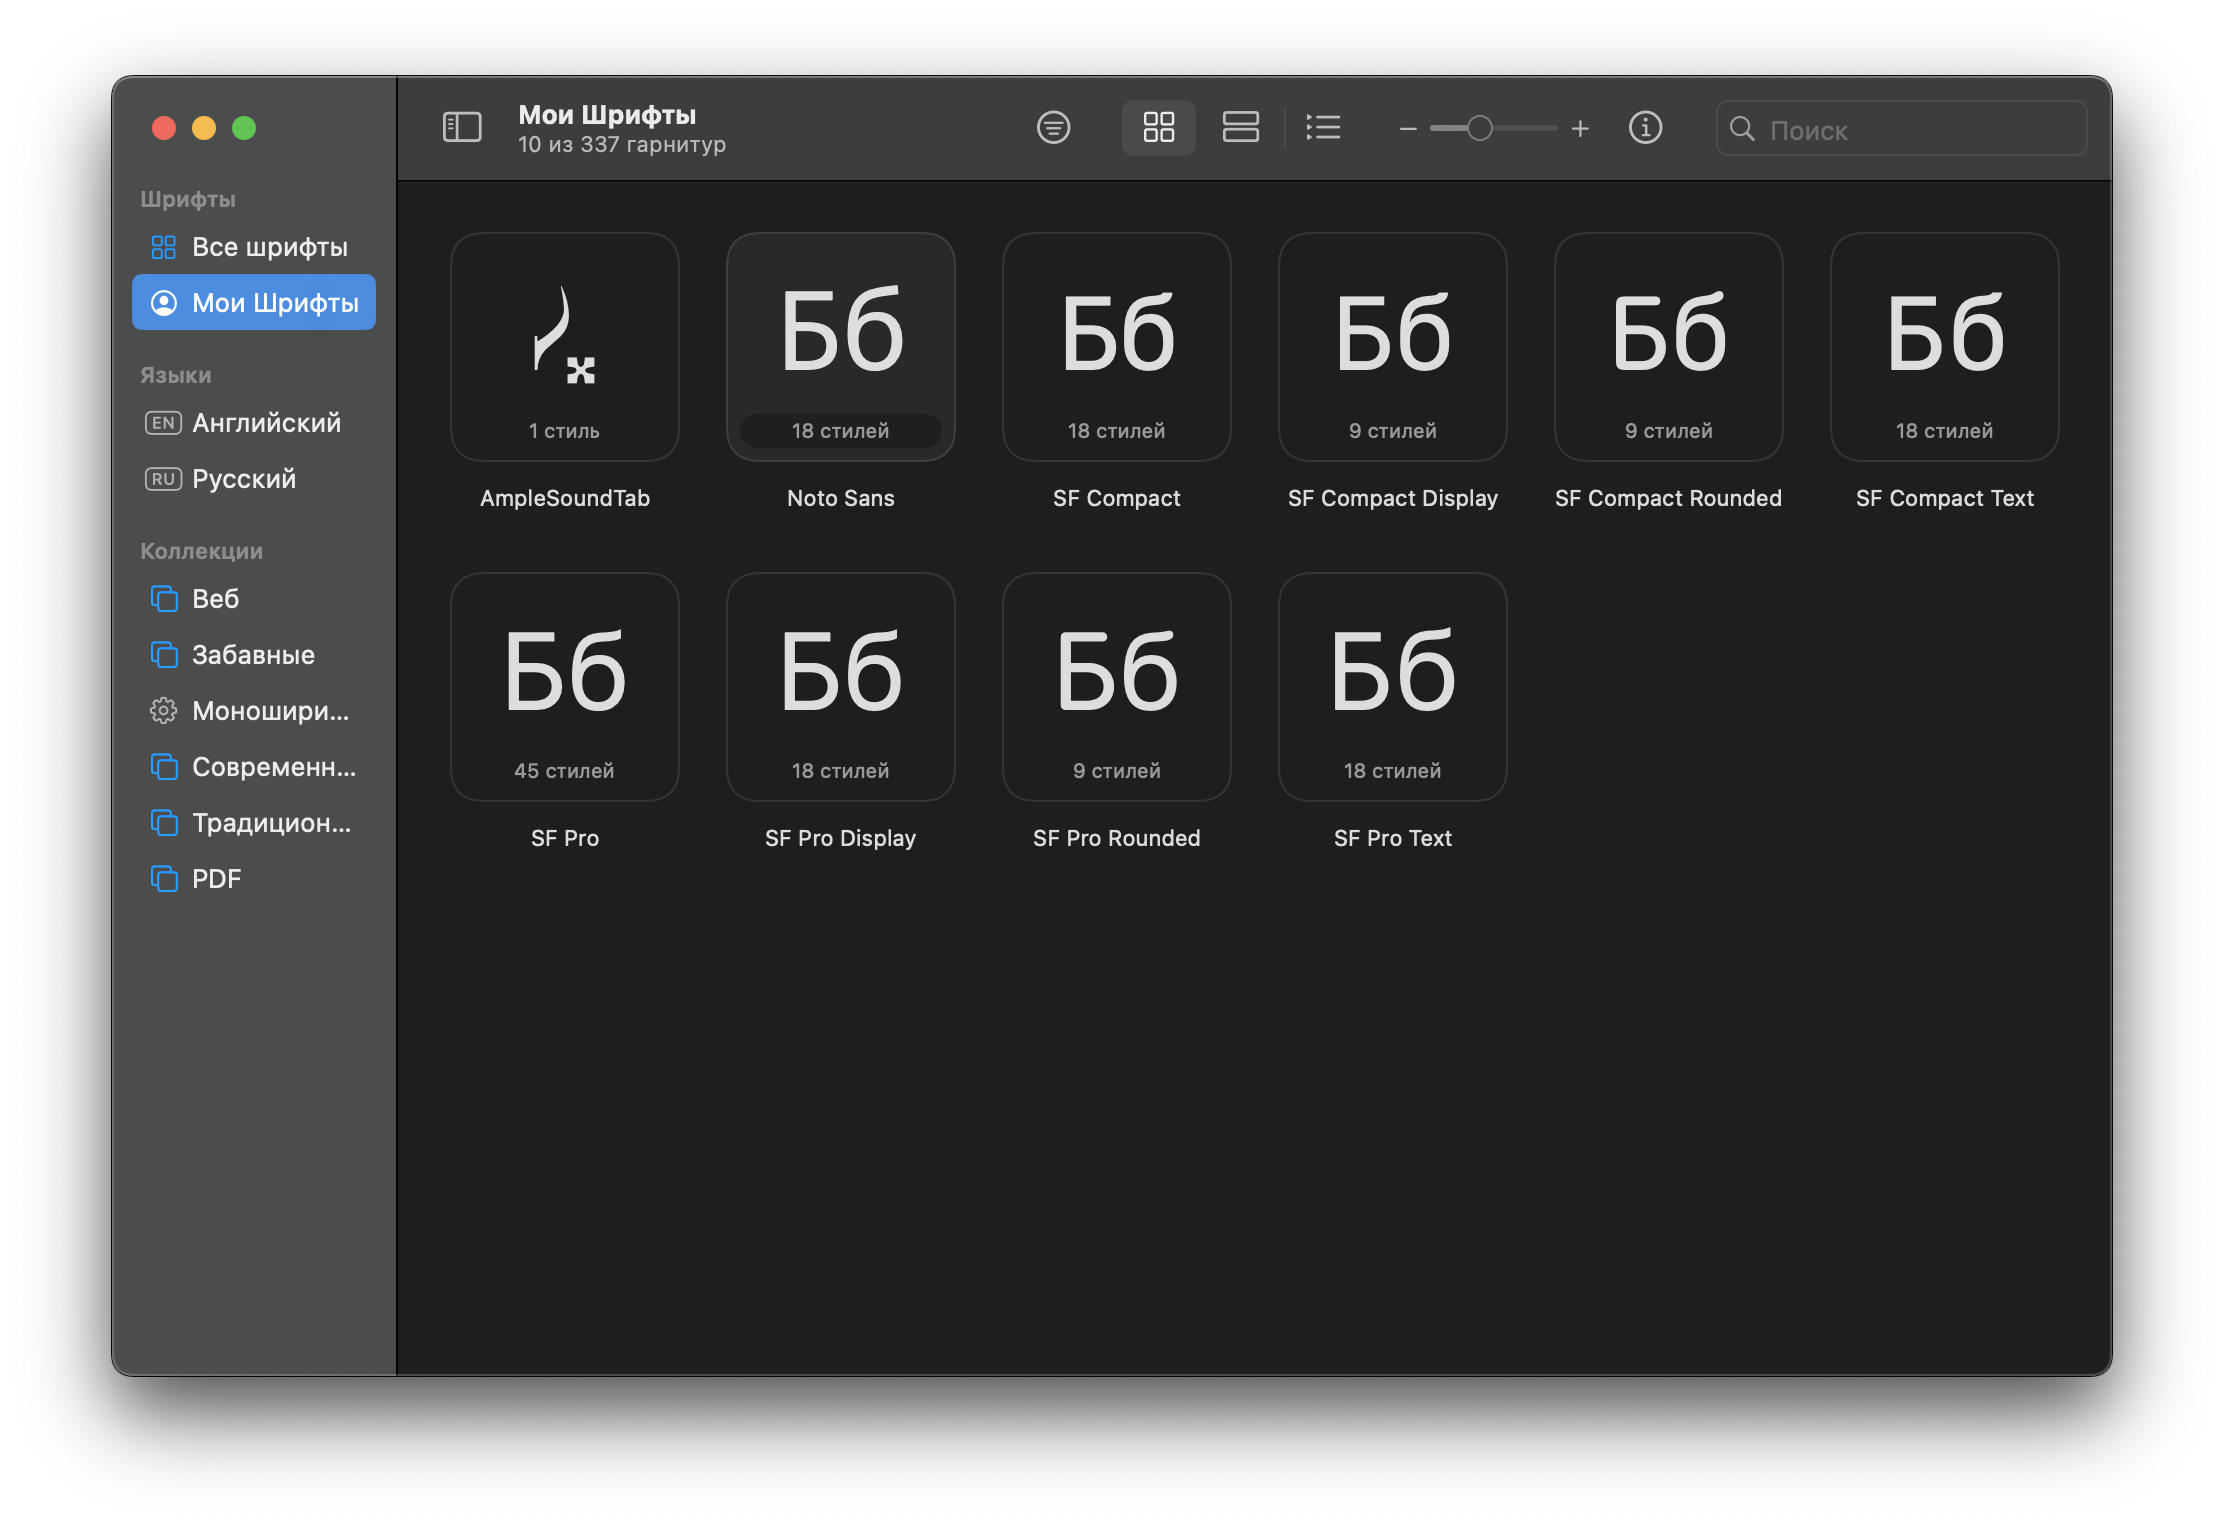 Мои Шрифты
10 из 337 гарнитур
Поиск
Шрифты
Все шрифты
Мои Шрифты
Языки
EN Английский
RU Русский
Коллекции
Веб
Забавные
Моношири...
Современн...
Традицион...
PDF
1 стиль
AmpleSoundTab
Бб
18 стилей
Noto Sans
Бб
18 стилей
SF Compact
Бб
9 стилей
SF Compact Display
Бб
9 стилей
SF Compact Rounded
Бб
18 стилей
SF Compact Text
Бб
45 стилей
SF Pro
Бб
18 стилей
SF Pro Display
Бб
9 стилей
SF Pro Rounded
Бб
18 стилей
SF Pro Text